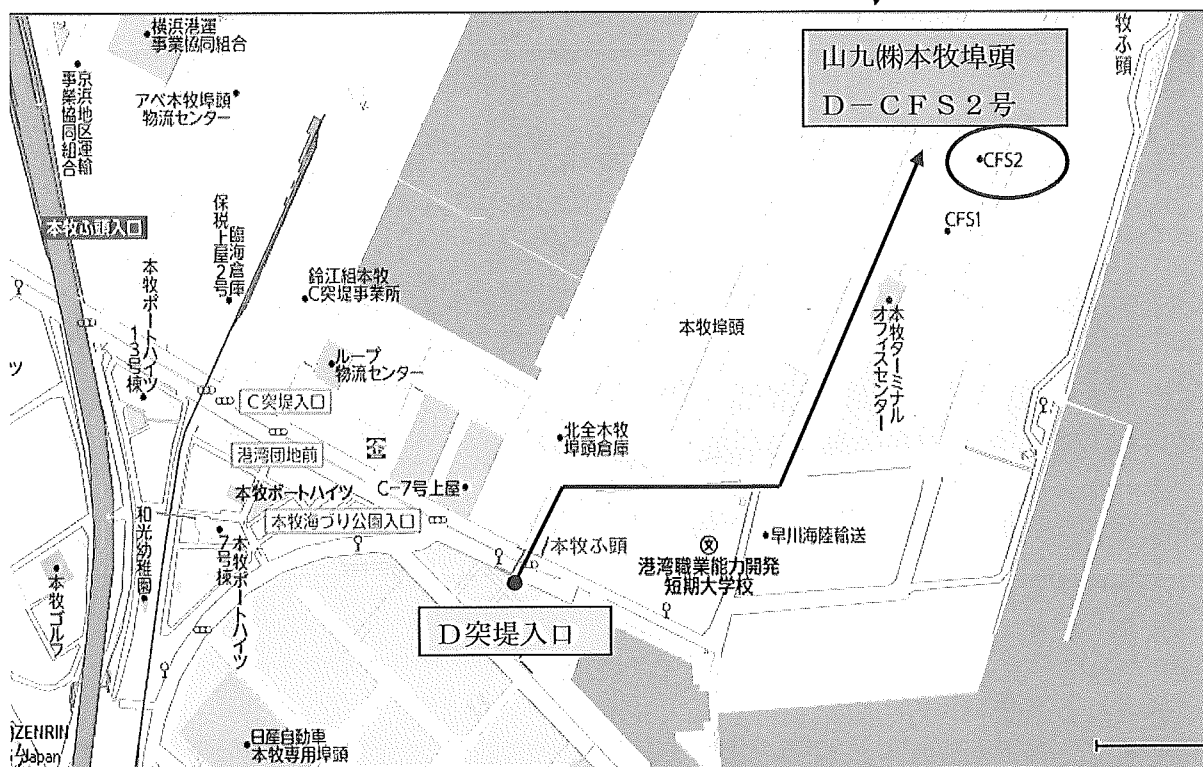 横浜港運
事業協同組合
京浜地区運輸
事業協同組合
アベ本牧埠頭
物流センター
本牧ふ頭入口
臨海倉庫
保税上屋2号
本牧ポートハイツ
13号棟
ツ
鈴江組本牧
C突堤事業所
ループ
物流センター
C突堤入口
港湾団地前
本牧ポートハイツ
C-7号上屋
本牧海づり公園入口
和光幼稚園
本牧ポートハイツ
7号棟
本牧ゴルフ
日産自動車
本牧専用埠頭
ZENRIN
Japan
山九㈱本牧埠頭
D－CFS2号
牧ふ頭
CFS2
CFS1
本牧ターミナル
オフィスセンター
本牧埠頭
北全本牧
埠頭倉庫
本牧ふ頭
港湾職業能力開発
短期大学校
早川海陸輸送
D突堤入口